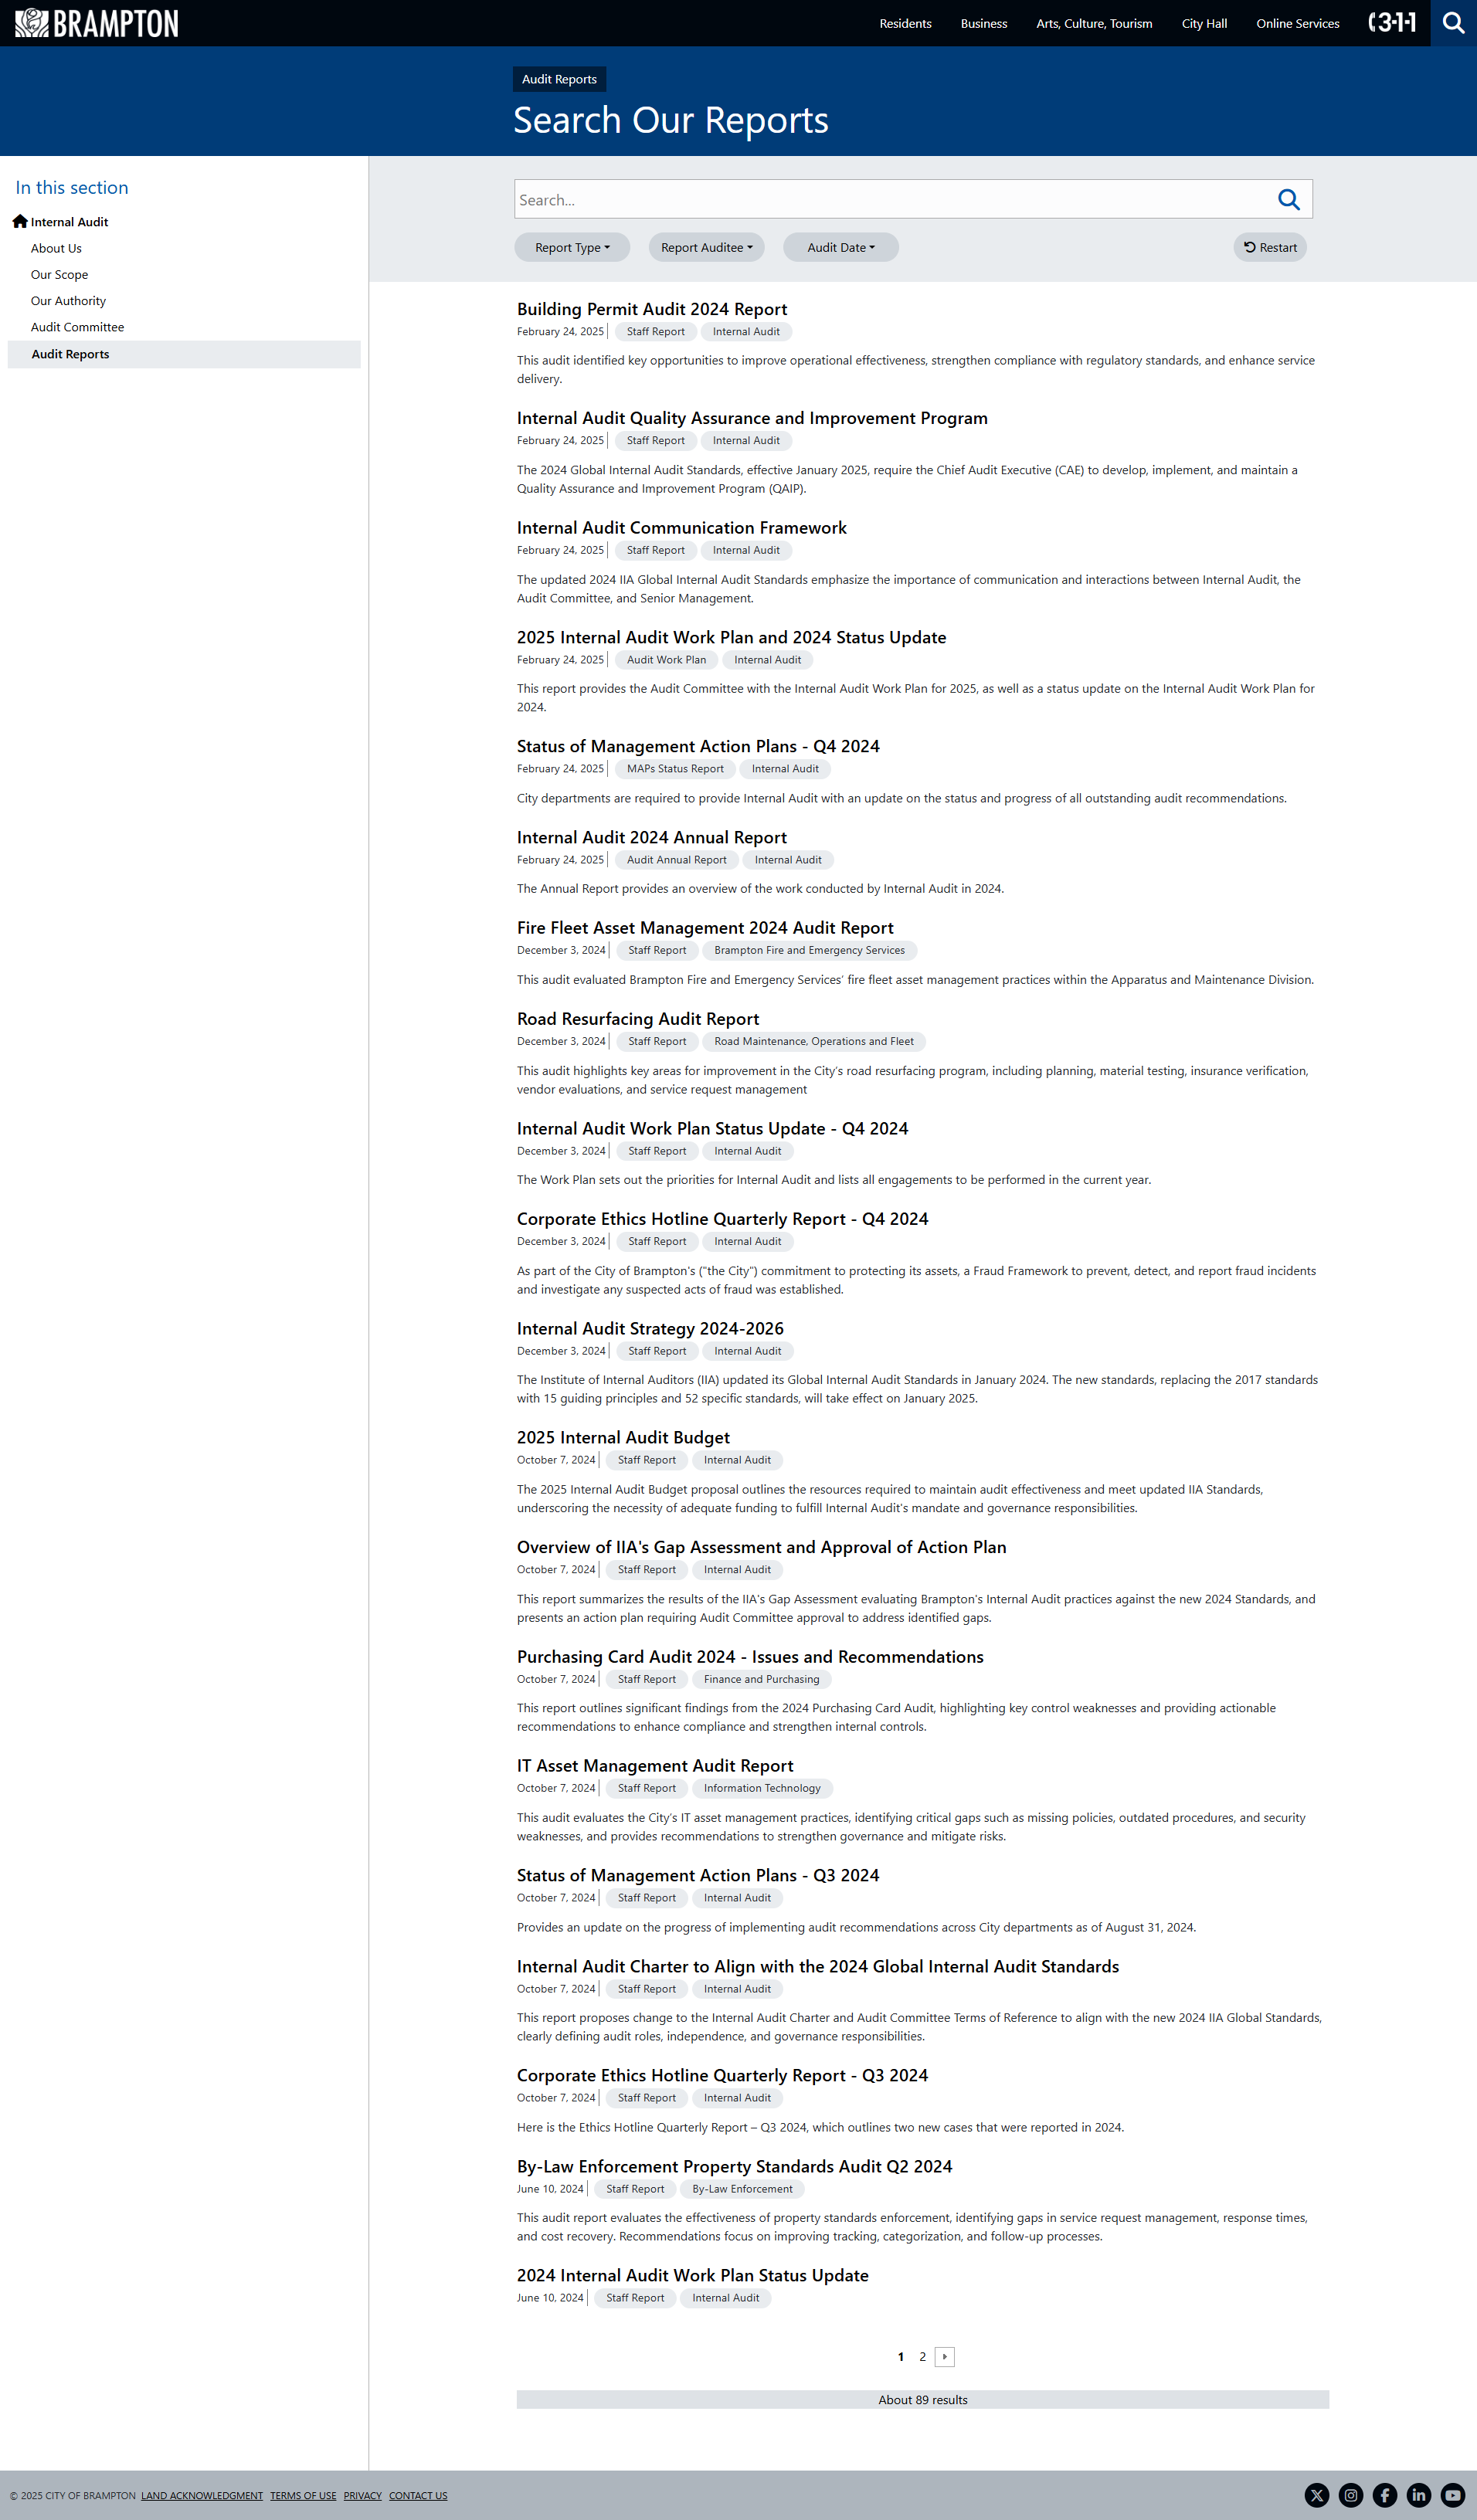 BRAMPTON
Residents Business Arts, Culture, Tourism City Hall Online Services 3-1-1
Audit Reports
Search Our Reports
In this section
Internal Audit
About Us
Our Scope
Our Authority
Audit Committee
Audit Reports
Search...
Report Type Report Auditee Audit Date Restart
Building Permit Audit 2024 Report
February 24, 2025 Staff Report Internal Audit
This audit identified key opportunities to improve operational effectiveness, strengthen compliance with regulatory standards, and enhance service
delivery.
Internal Audit Quality Assurance and Improvement Program
February 24, 2025 Staff Report Internal Audit
The 2024 Global Internal Audit Standards, effective January 2025, require the Chief Audit Executive (CAE) to develop, implement, and maintain a
Quality Assurance and Improvement Program (QAIP).
Internal Audit Communication Framework
February 24, 2025 Staff Report Internal Audit
The updated 2024 IIA Global Internal Audit Standards emphasize the importance of communication and interactions between Internal Audit, the
Audit Committee, and Senior Management.
2025 Internal Audit Work Plan and 2024 Status Update
February 24, 2025 Audit Work Plan Internal Audit
This report provides the Audit Committee with the Internal Audit Work Plan for 2025, as well as a status update on the Internal Audit Work Plan for
2024.
Status of Management Action Plans - Q4 2024
February 24, 2025 MAPs Status Report Internal Audit
City departments are required to provide Internal Audit with an update on the status and progress of all outstanding audit recommendations.
Internal Audit 2024 Annual Report
February 24, 2025 Audit Annual Report Internal Audit
The Annual Report provides an overview of the work conducted by Internal Audit in 2024.
Fire Fleet Asset Management 2024 Audit Report
December 3, 2024 Staff Report Brampton Fire and Emergency Services
This audit evaluated Brampton Fire and Emergency Services' fire fleet asset management practices within the Apparatus and Maintenance Division.
Road Resurfacing Audit Report
December 3, 2024 Staff Report Road Maintenance, Operations and Fleet
This audit highlights key areas for improvement in the City's road resurfacing program, including planning, material testing, insurance verification,
vendor evaluations, and service request management
Internal Audit Work Plan Status Update - Q4 2024
December 3, 2024 Staff Report Internal Audit
The Work Plan sets out the priorities for Internal Audit and lists all engagements to be performed in the current year.
Corporate Ethics Hotline Quarterly Report - Q4 2024
December 3, 2024 Staff Report Internal Audit
As part of the City of Brampton's ("the City") commitment to protecting its assets, a Fraud Framework to prevent, detect, and report fraud incidents
and investigate any suspected acts of fraud was established.
Internal Audit Strategy 2024-2026
December 3, 2024 Staff Report Internal Audit
The Institute of Internal Auditors (IIA) updated its Global Internal Audit Standards in January 2024. The new standards, replacing the 2017 standards
with 15 guiding principles and 52 specific standards, will take effect on January 2025.
2025 Internal Audit Budget
October 7, 2024 Staff Report Internal Audit
The 2025 Internal Audit Budget proposal outlines the resources required to maintain audit effectiveness and meet updated IIA Standards,
underscoring the necessity of adequate funding to fulfill Internal Audit's mandate and governance responsibilities.
Overview of IIA's Gap Assessment and Approval of Action Plan
October 7, 2024 Staff Report Internal Audit
This report summarizes the results of the IIA's Gap Assessment evaluating Brampton's Internal Audit practices against the new 2024 Standards, and
presents an action plan requiring Audit Committee approval to address identified gaps.
Purchasing Card Audit 2024 - Issues and Recommendations
October 7, 2024 Staff Report Finance and Purchasing
This report outlines significant findings from the 2024 Purchasing Card Audit, highlighting key control weaknesses and providing actionable
recommendations to enhance compliance and strengthen internal controls.
IT Asset Management Audit Report
October 7, 2024 Staff Report Information Technology
This audit evaluates the City's IT asset management practices, identifying critical gaps such as missing policies, outdated procedures, and security
weaknesses, and provides recommendations to strengthen governance and mitigate risks.
Status of Management Action Plans - Q3 2024
October 7, 2024 Staff Report Internal Audit
Provides an update on the progress of implementing audit recommendations across City departments as of August 31, 2024.
Internal Audit Charter to Align with the 2024 Global Internal Audit Standards
October 7, 2024 Staff Report Internal Audit
This report proposes change to the Internal Audit Charter and Audit Committee Terms of Reference to align with the new 2024 IIA Global Standards,
clearly defining audit roles, independence, and governance responsibilities.
Corporate Ethics Hotline Quarterly Report - Q3 2024
October 7, 2024 Staff Report Internal Audit
Here is the Ethics Hotline Quarterly Report – Q3 2024, which outlines two new cases that were reported in 2024.
By-Law Enforcement Property Standards Audit Q2 2024
June 10, 2024 Staff Report By-Law Enforcement
This audit report evaluates the effectiveness of property standards enforcement, identifying gaps in service request management, response times,
and cost recovery. Recommendations focus on improving tracking, categorization, and follow-up processes.
2024 Internal Audit Work Plan Status Update
June 10, 2024 Staff Report Internal Audit
1 2
About 89 results
© 2025 CITY OF BRAMPTON LAND ACKNOWLEDGMENT TERMS OF USE PRIVACY CONTACT US